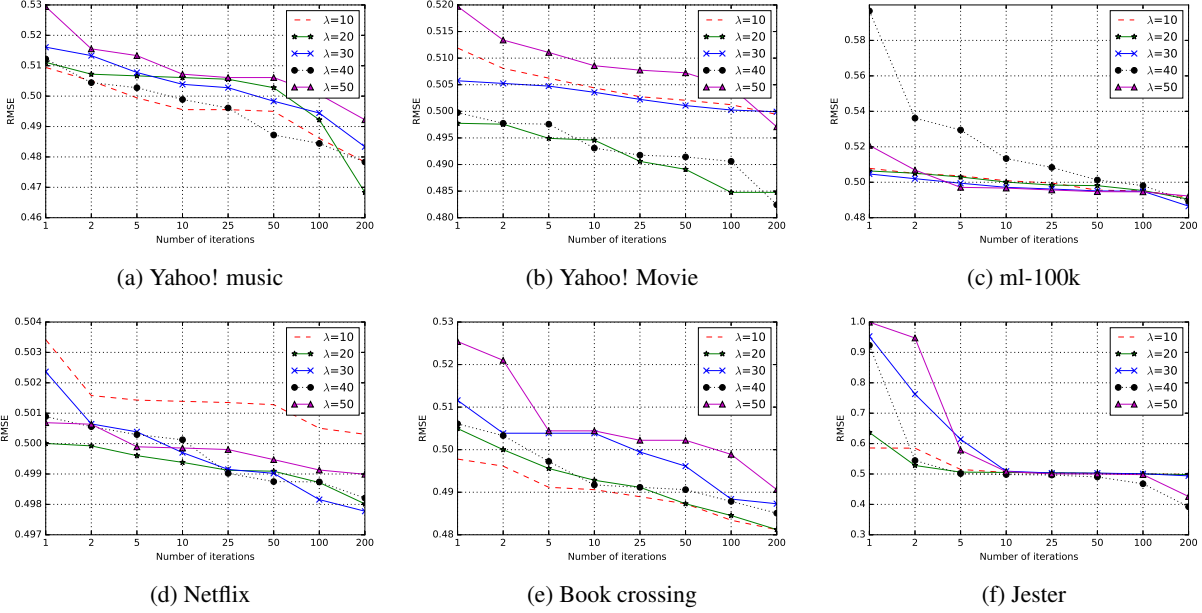 0.53
0.52
0.51
0.50
0.49
0.48
0.47
0.46
RMSE
1 2 5 10 25 50 100 200
Number of iterations
λ=10
λ=20
λ=30
λ=40
λ=50
(a) Yahoo! music
0.520
0.515
0.510
0.505
0.500
0.495
0.490
0.485
0.480
RMSE
1 2 5 10 25 50 100 200
Number of iterations
λ=10
λ=20
λ=30
λ=40
λ=50
(b) Yahoo! Movie
0.58
0.56
0.54
0.52
0.50
0.48
RMSE
1 2 5 10 25 50 100 200
Number of iterations
λ=10
λ=20
λ=30
λ=40
λ=50
(c) ml-100k
0.504
0.503
0.502
0.501
0.500
0.499
0.498
0.497
RMSE
1 2 5 10 25 50 100 200
Number of iterations
λ=10
λ=20
λ=30
λ=40
λ=50
(d) Netflix
0.53
0.52
0.51
0.50
0.49
0.48
RMSE
1 2 5 10 25 50 100 200
Number of iterations
λ=10
λ=20
λ=30
λ=40
λ=50
(e) Book crossing
1.0
0.9
0.8
0.7
0.6
0.5
0.4
0.3
RMSE
1 2 5 10 25 50 100 200
Number of iterations
λ=10
λ=20
λ=30
λ=40
λ=50
(f) Jester